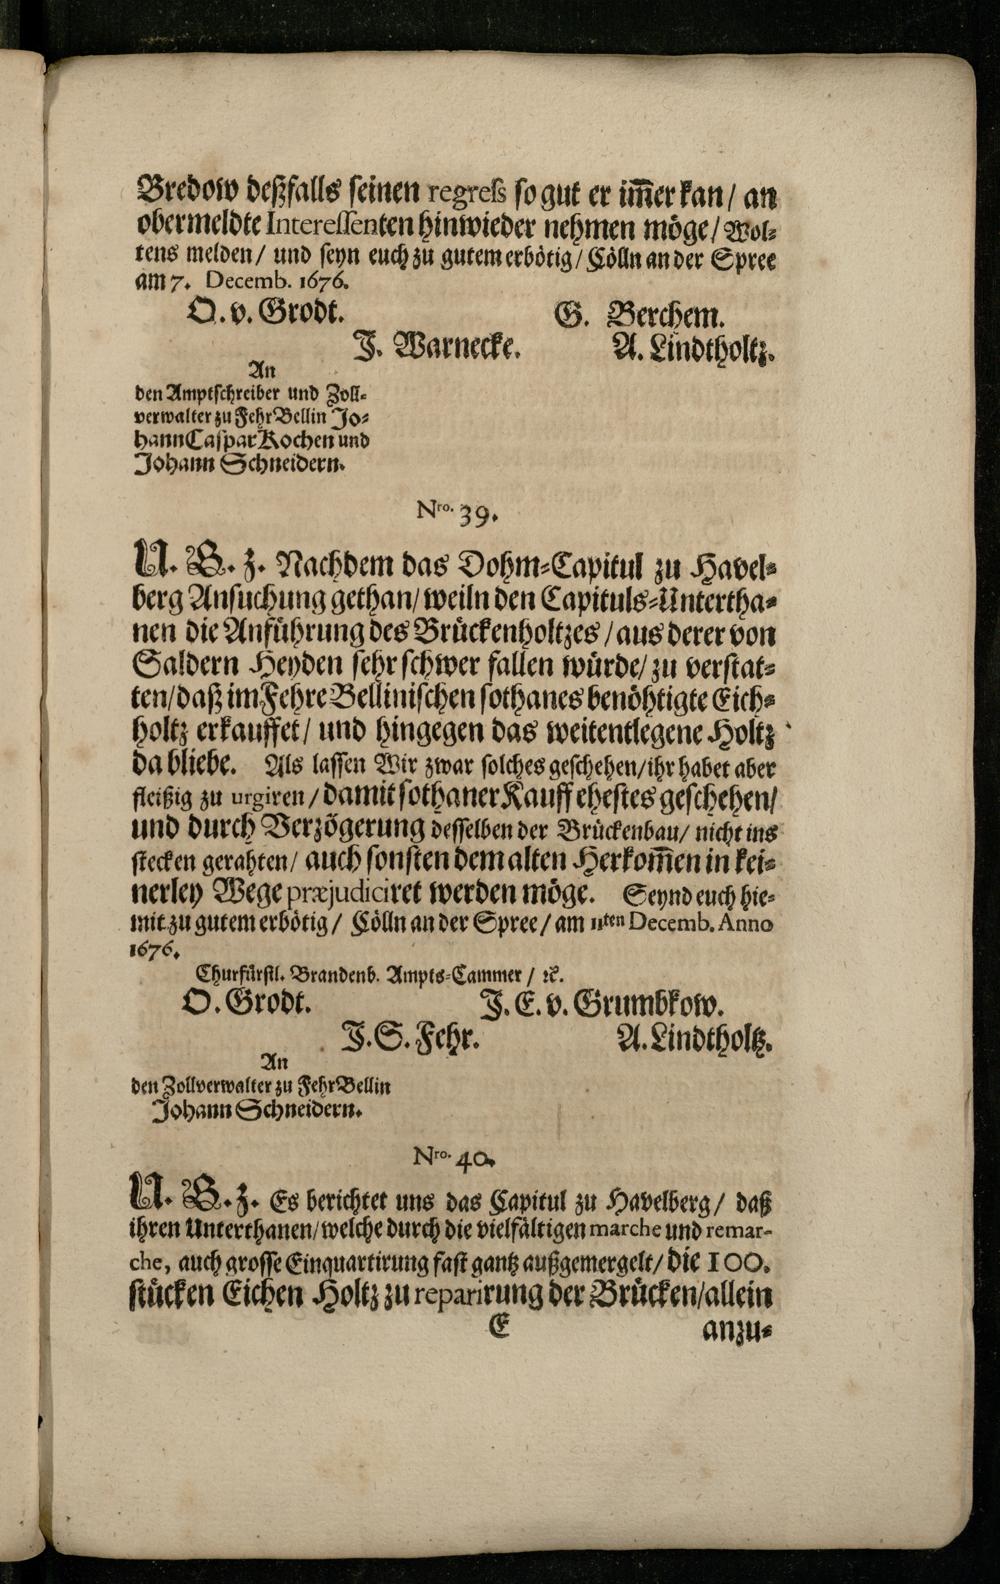 Bredow deßfalls seinen regress so gut er im̅er kan / an
obermeldte Interessenten hinwieder nehmen möge / Wol-
tens melden / und seyn euch zu gutem erbötig / Cölln an der Spree
am 7. Decemb. 1676.
O. v. Grodt. G. Berchem.
J. Warnecke. A. Lindtholtz.
An
den Amptschreiber und Zoll-
verwalter zu FehrBellin Jo-
hann Caspar Kochen und
Johann Schneidern.
Nro. 39.
U. G. z. Nachdem das Dohm-Capitul zu Havel-
berg Ansuchung gethan / weiln den Capituls-Untertha-
nen die Anführung des Brückenholtzes / aus derer von
Saldern Heyden sehr schwer fallen würde / zu verstat-
ten / daß im Fehre Bellinischen sothanes benöhtigte Eich-
holtz erkauffet / und hingegen das weitentlegene Holtz
da bliebe. Als lassen Wir zwar solches geschehen / ihr habet aber
fleißig zu urgiren / damit sothaner Kauff ehestes geschehen /
und durch Verzögerung desselben der Brückenbau / nicht ins
stecken gerahten / auch sonsten dem alten Herkom̅en in kei-
nerley Wege præjudiciret werden möge. Seynd euch hie-
mit zu gutem erbötig / Cölln an der Spree / am 11ten Decemb. Anno
1676.
Churfürstl. Brandenb. Ampts-Cammer / ꝛc.
O. Grodt. J. E. v. Grumbkow.
J. S. Fehr. A. Lindtholtz.
An
den Zollverwalter zu FehrBellin
Johann Schneidern.
Nro. 40.
U. G. z. Es berichtet uns das Capitul zu Havelberg / daß
ihren Unterthanen / welche durch die vielfältigen marche und remar-
che, auch grosse Einquartirung fast gantz außgemergelt / die 100.
stücken Eichen Holtz zu reparirung der Brücken / allein
E anzu-